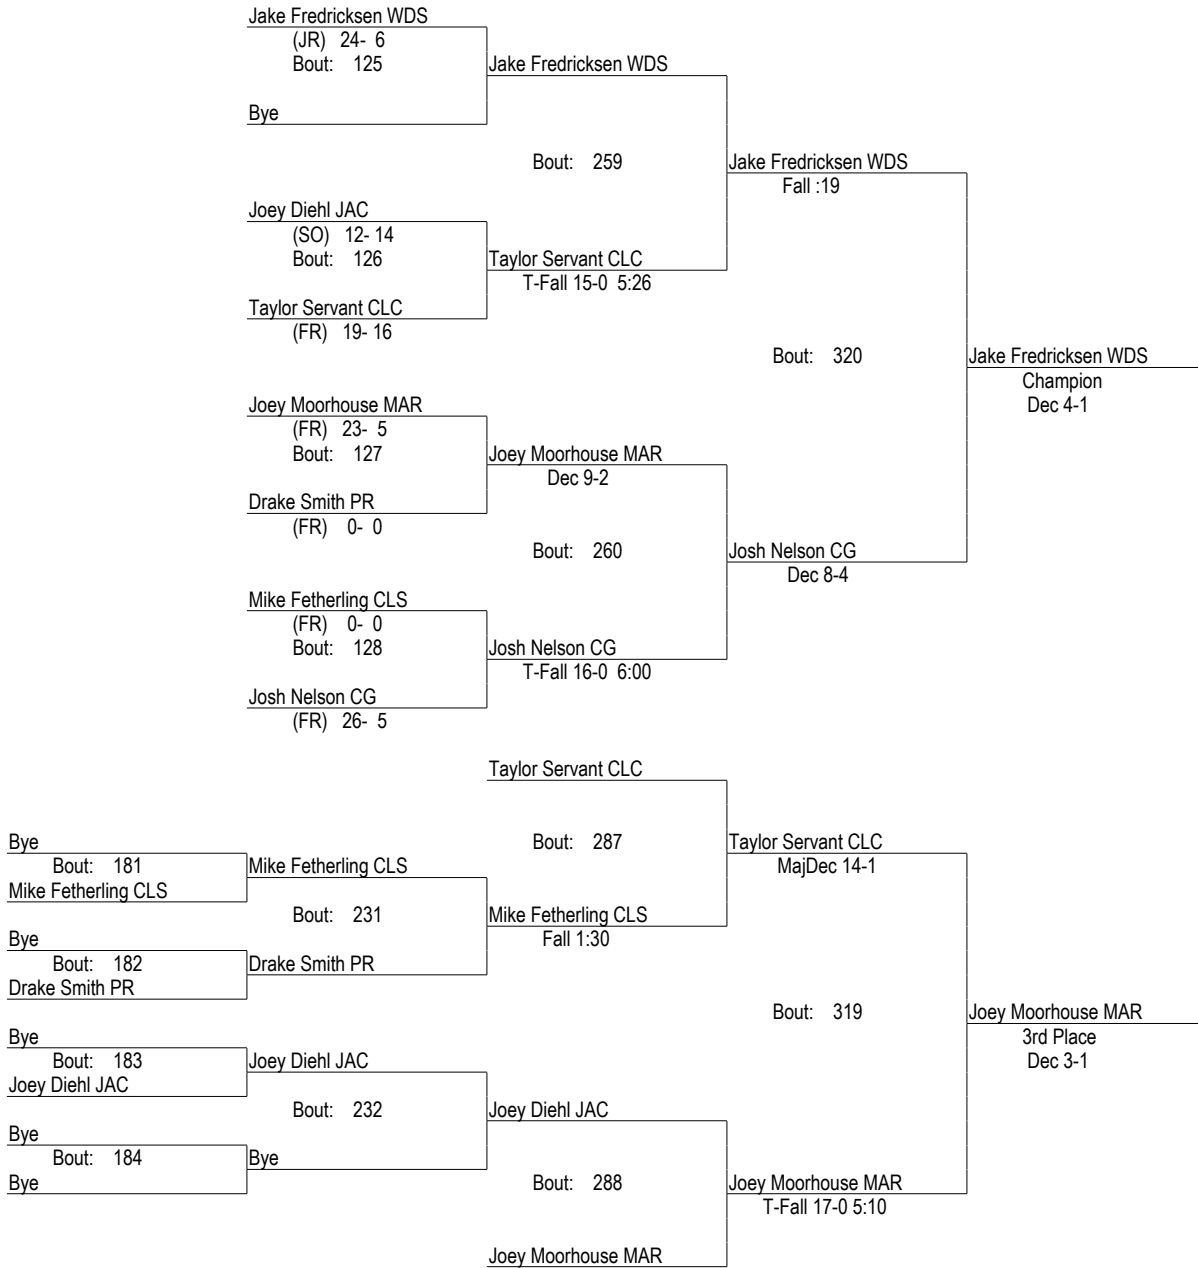 Jake Fredricksen WDS
(JR) 24- 6
Bout: 125
Jake Fredricksen WDS
Bye
Bout: 259
Jake Fredricksen WDS
Fall :19
Joey Diehl JAC
(SO) 12- 14
Bout: 126
Taylor Servant CLC
T-Fall 15-0 5:26
Taylor Servant CLC
(FR) 19- 16
Bout: 320
Jake Fredricksen WDS
Champion
Dec 4-1
Joey Moorhouse MAR
(FR) 23- 5
Bout: 127
Joey Moorhouse MAR
Dec 9-2
Drake Smith PR
(FR) 0- 0
Bout: 260
Josh Nelson CG
Dec 8-4
Mike Fetherling CLS
(FR) 0- 0
Bout: 128
Josh Nelson CG
T-Fall 16-0 6:00
Josh Nelson CG
(FR) 26- 5
Taylor Servant CLC
Bye
Bout: 287
Taylor Servant CLC
MajDec 14-1
Bout: 181
Mike Fetherling CLS
Mike Fetherling CLS
Bout: 231
Mike Fetherling CLS
Fall 1:30
Bye
Bout: 182
Drake Smith PR
Drake Smith PR
Bout: 319
Joey Moorhouse MAR
3rd Place
Dec 3-1
Bye
Bout: 183
Joey Diehl JAC
Joey Diehl JAC
Bout: 232
Joey Diehl JAC
Bye
Bout: 184
Bye
Bye
Bout: 288
Joey Moorhouse MAR
T-Fall 17-0 5:10
Joey Moorhouse MAR